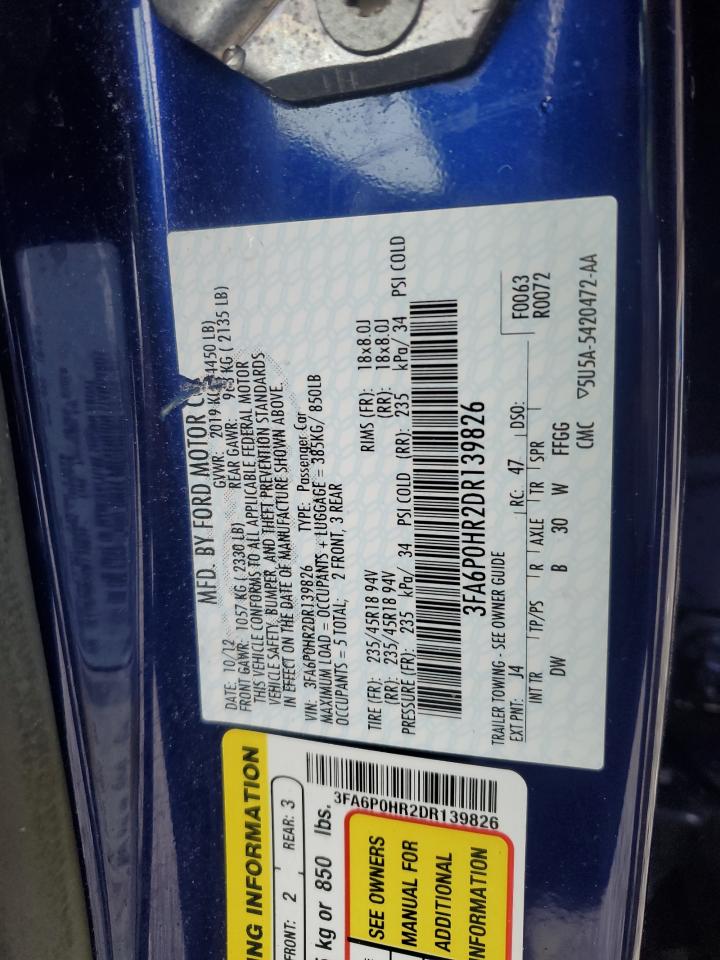 MFD. BY FORD MOTOR
DATE: 10/12 GVWR: 2019 4450 LB)
FRONT GAWR: 1057 KG ( 2330 LB) REAR GAWR: KG ( 2135 LB)
THIS VEHICLE CONFORMS TO ALL APPLICABLE FEDERAL MOTOR
VEHICLE SAFETY, BUMPER, AND THEFT PREVENTION STANDARDS
IN EFFECT ON THE DATE OF MANUFACTURE SHOWN ABOVE.
VIN: 3FA6P0HR2DR139826 TYPE: Passenger Car
MAXIMUM LOAD = OCCUPANTS + LUGGAGE = 385KG/ 850LB
OCCUPANTS = 5 TOTAL; 2 FRONT, 3 REAR
TIRE (FR): 235/45R18 94V RIMS (FR): 18x8.0J
(RR): 235/45R18 94V (RR): 18x8.0J
PRESSURE (FR): 235 kPa/ 34 PSI COLD (RR): 235 kPa/ 34 PSI COLD
3FA6P0HR2DR139826
TRAILER TOWING - SEE OWNER GUIDE F0063
R0072
EXT PNT: J4 RC: 47 DSO:
INT TR TP/PS R AXLE TR SPR
DW B 30 W FFGG
CMC ▽5U5A-5420472-AA
ING INFORMATION
FRONT: 2 REAR: 3
kg or 850 lbs.
3FA6P0HR2DR139826
SEE OWNERS
MANUAL FOR
ADDITIONAL
INFORMATION